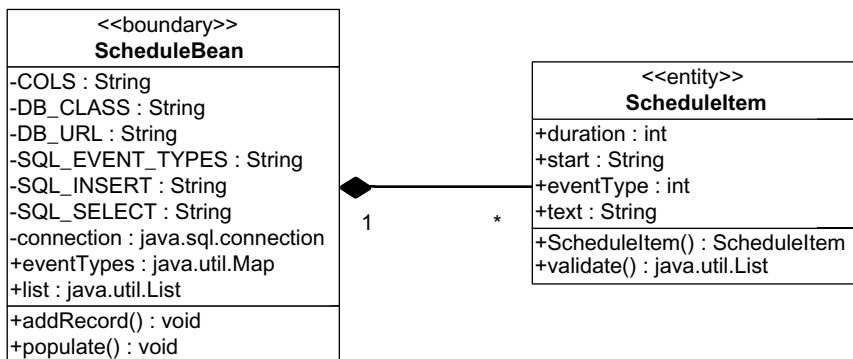 <<boundary>>
ScheduleBean
-COLS : String
-DB_CLASS : String
-DB_URL : String
-SQL_EVENT_TYPES : String
-SQL_INSERT : String
-SQL_SELECT : String
-connection : java.sql.connection
+eventTypes : java.util.Map
+list : java.util.List
+addRecord() : void
+populate() : void
1
*
<<entity>>
ScheduleItem
+duration : int
+start : String
+eventType : int
+text : String
+ScheduleItem() : ScheduleItem
+validate() : java.util.List